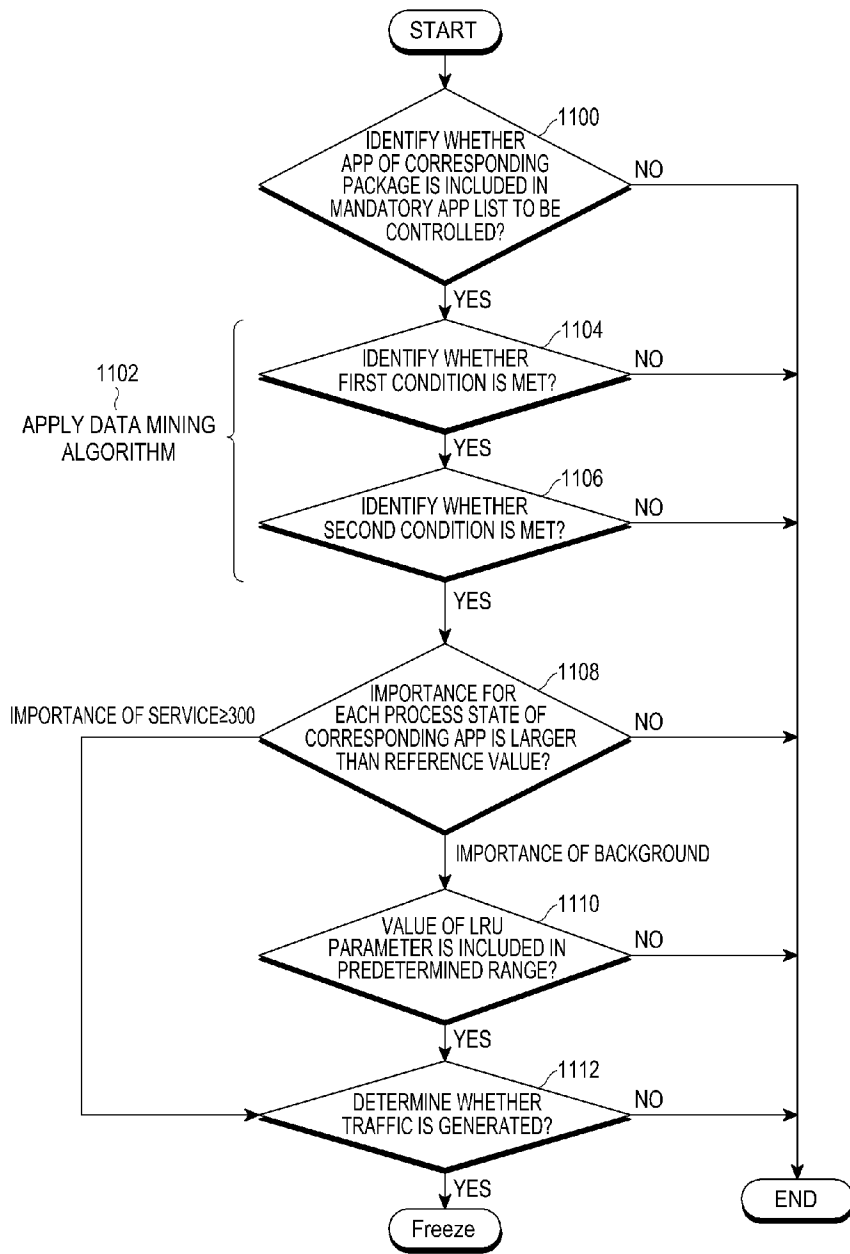 START
1100
IDENTIFY WHETHER
APP OF CORRESPONDING
PACKAGE IS INCLUDED IN
MANDATORY APP LIST TO BE
CONTROLLED?
NO
YES
1104
IDENTIFY WHETHER
FIRST CONDITION IS MET?
NO
1102
APPLY DATA MINING
ALGORITHM
YES
1106
IDENTIFY WHETHER
SECOND CONDITION IS MET?
NO
YES
1108
IMPORTANCE FOR
EACH PROCESS STATE OF
CORRESPONDING APP IS LARGER
THAN REFERENCE VALUE?
NO
IMPORTANCE OF SERVICE≥300
IMPORTANCE OF BACKGROUND
1110
VALUE OF LRU
PARAMETER IS INCLUDED IN
PREDETERMINED RANGE?
NO
YES
1112
DETERMINE WHETHER
TRAFFIC IS GENERATED?
NO
YES
Freeze
END